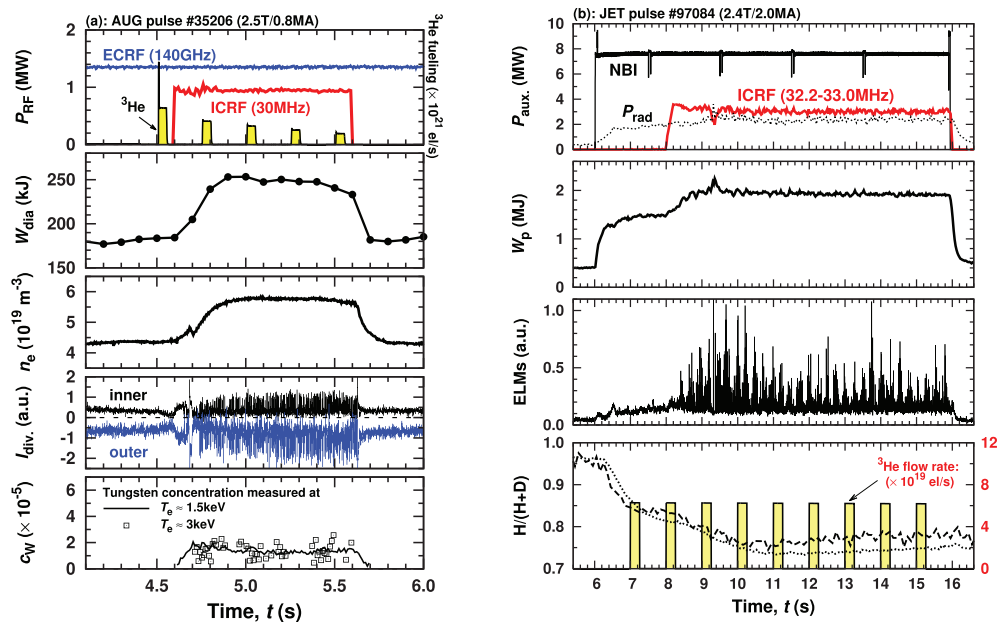 (a): AUG pulse #35206 (2.5T/0.8MA)
2
1
0
P_RF (MW)
ECRF (140GHz)
³He
ICRF (30MHz)
³He fueling (× 10²¹ el/s)
250
200
150
W_dia (kJ)
6
5
4
n_e (10¹⁹ m⁻³)
2
1
0
-1
-2
I_div. (a.u.)
inner
outer
6
4
2
0
c_W (× 10⁻⁵)
Tungsten concentration measured at
T_e ≈ 1.5keV
T_e ≈ 3keV
4.5 5.0 5.5 6.0
Time, t (s)
(b): JET pulse #97084 (2.4T/2.0MA)
10
8
6
4
2
0
P_aux. (MW)
NBI
P_rad
ICRF (32.2-33.0MHz)
2
1
0
W_p (MJ)
1.0
0.5
0.0
ELMs (a.u.)
1.0
0.9
0.8
0.7
H/(H+D)
³He flow rate:
(× 10¹⁹ el/s)
12
8
4
0
6 7 8 9 10 11 12 13 14 15 16
Time, t (s)